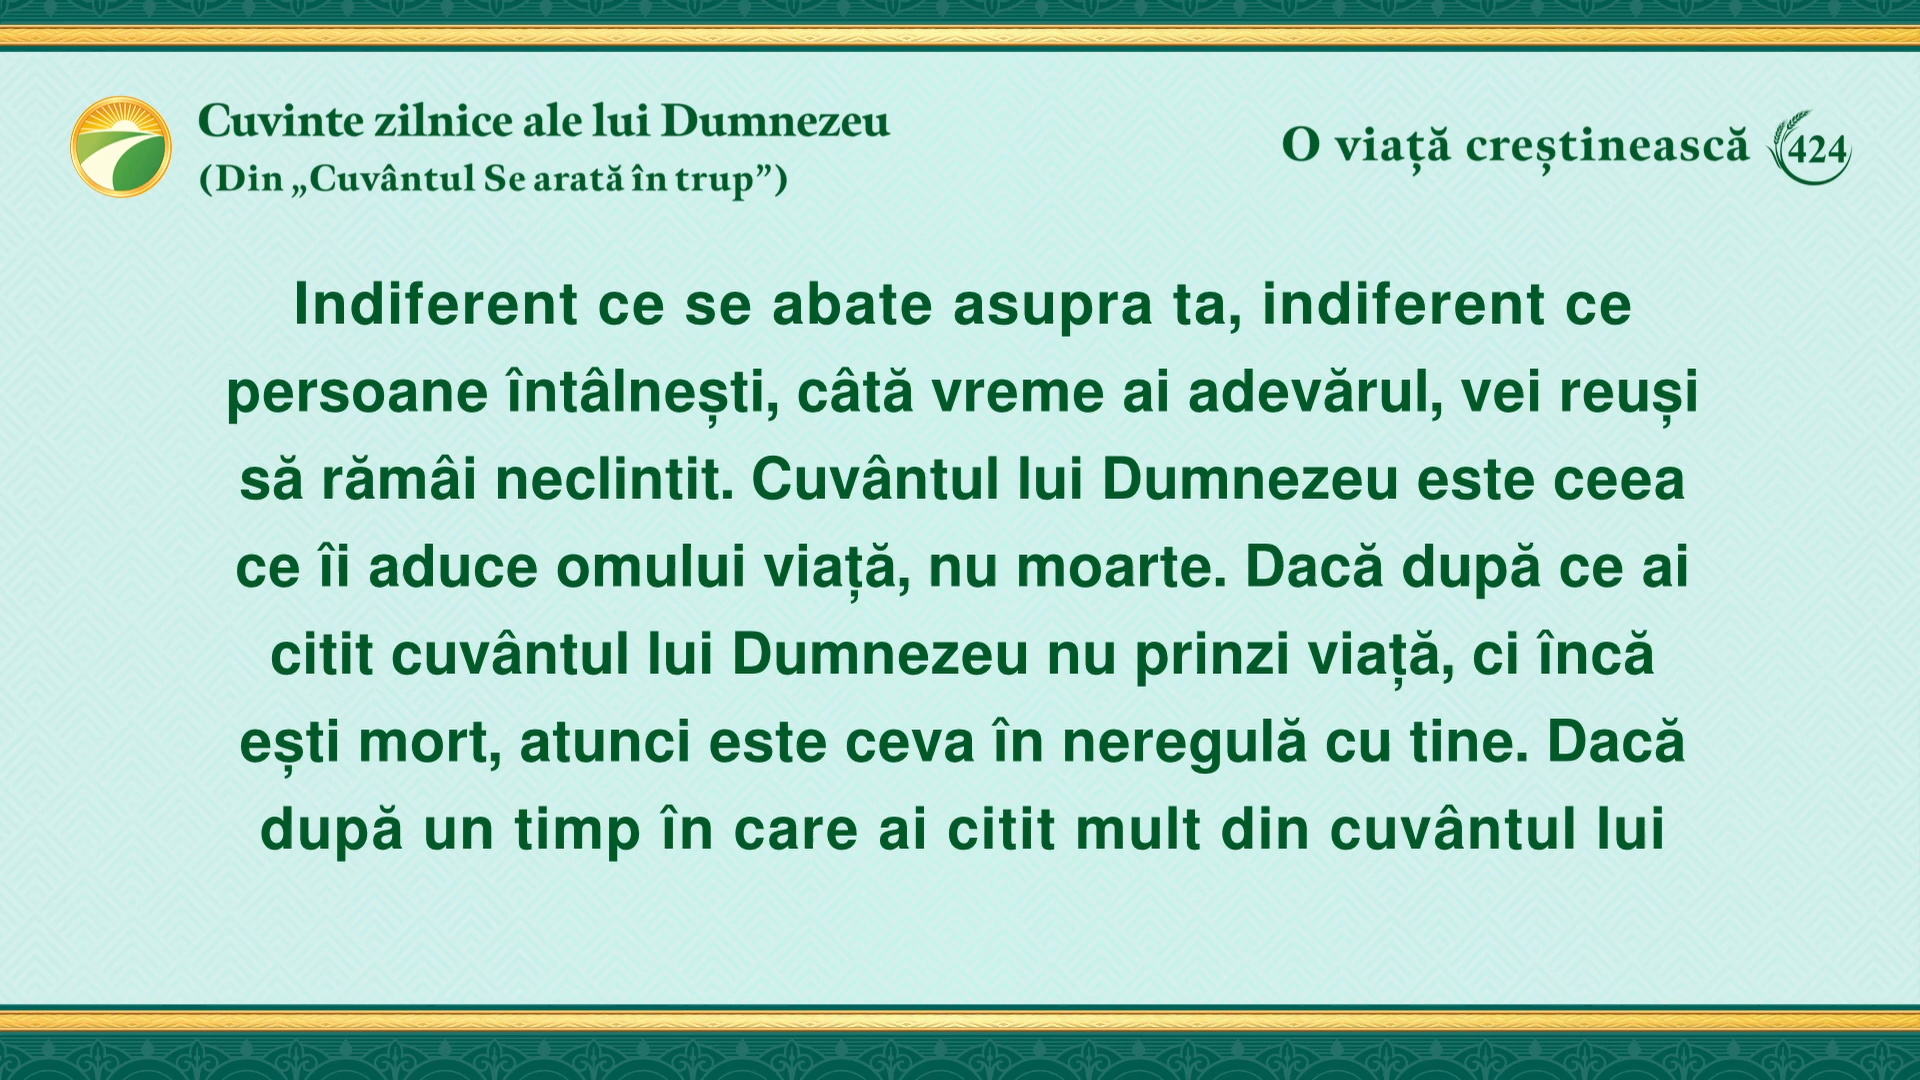 Cuvinte zilnice ale lui Dumnezeu
(Din „Cuvântul Se arată în trup”)
O viață creștinească 424
Indiferent ce se abate asupra ta, indiferent ce
persoane întâlnești, câtă vreme ai adevărul, vei reuși
să rămâi neclintit. Cuvântul lui Dumnezeu este ceea
ce îi aduce omului viață, nu moarte. Dacă după ce ai
citit cuvântul lui Dumnezeu nu prinzi viață, ci încă
ești mort, atunci este ceva în neregulă cu tine. Dacă
după un timp în care ai citit mult din cuvântul lui